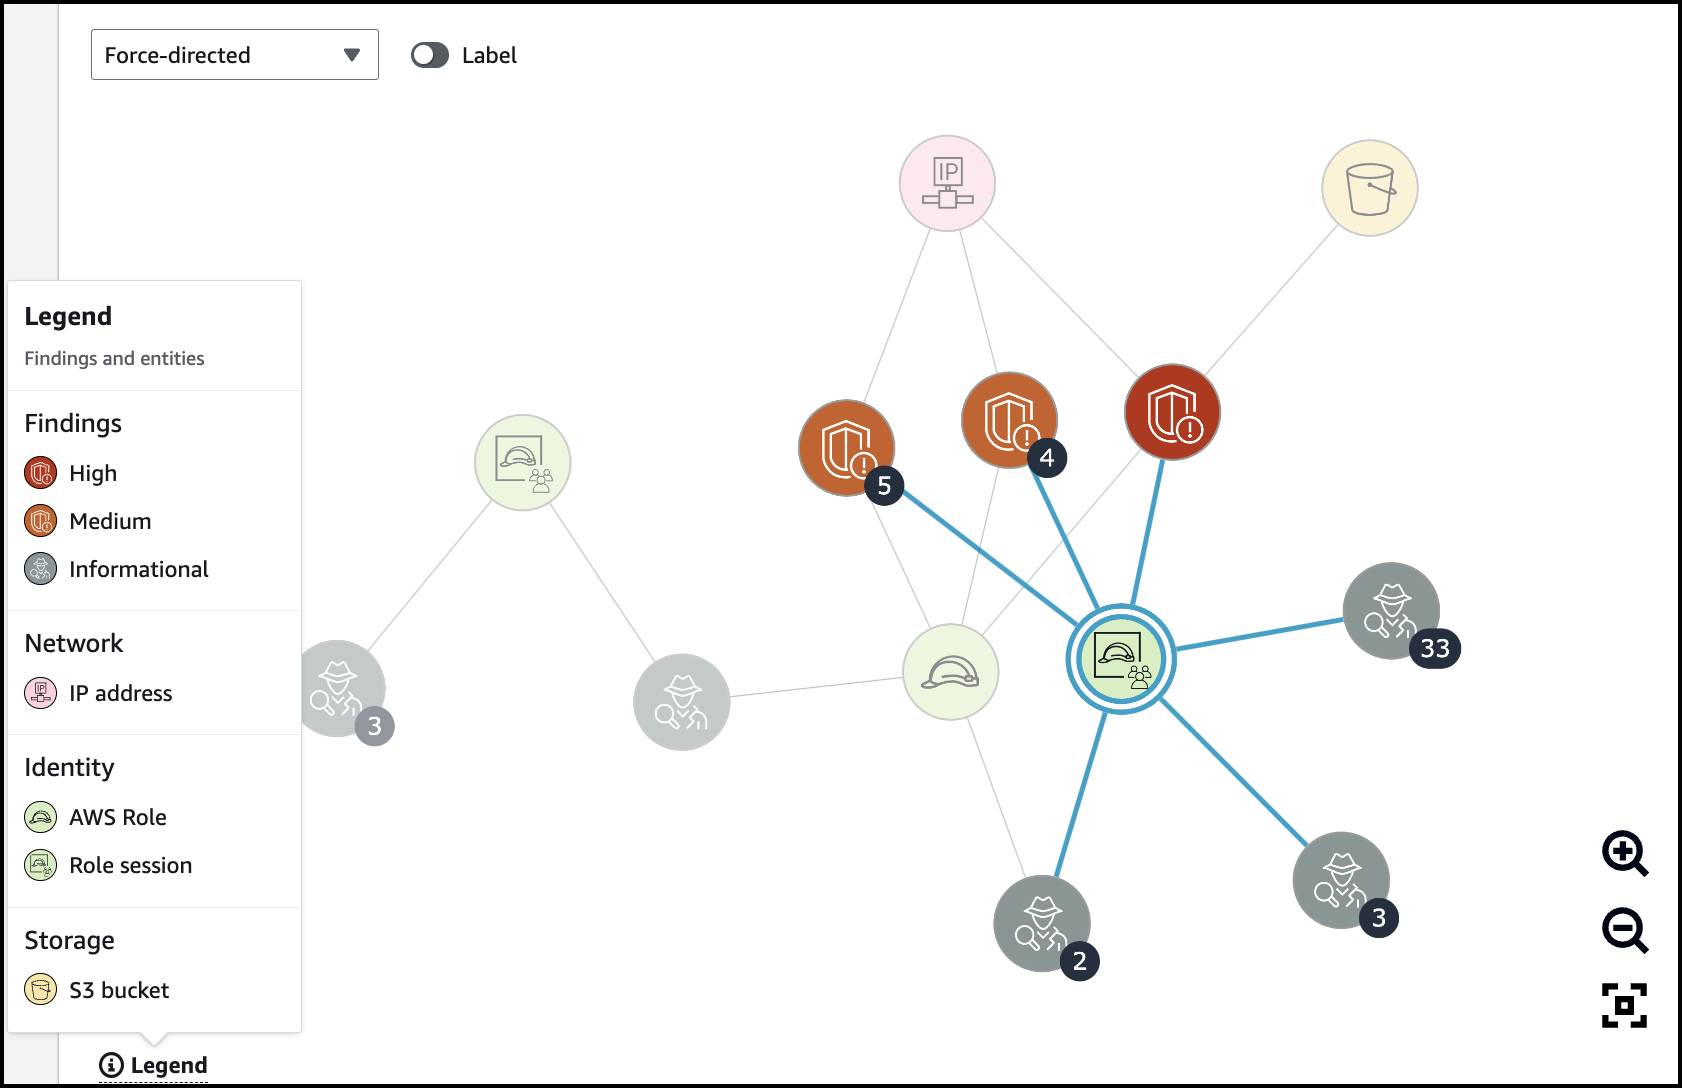 Force-directed
Label
IP
Legend
Findings and entities
Findings
High
Medium
Informational
Network
IP
IP address
Identity
AWS Role
Role session
Storage
S3 bucket
Legend
5
4
33
3
2
3